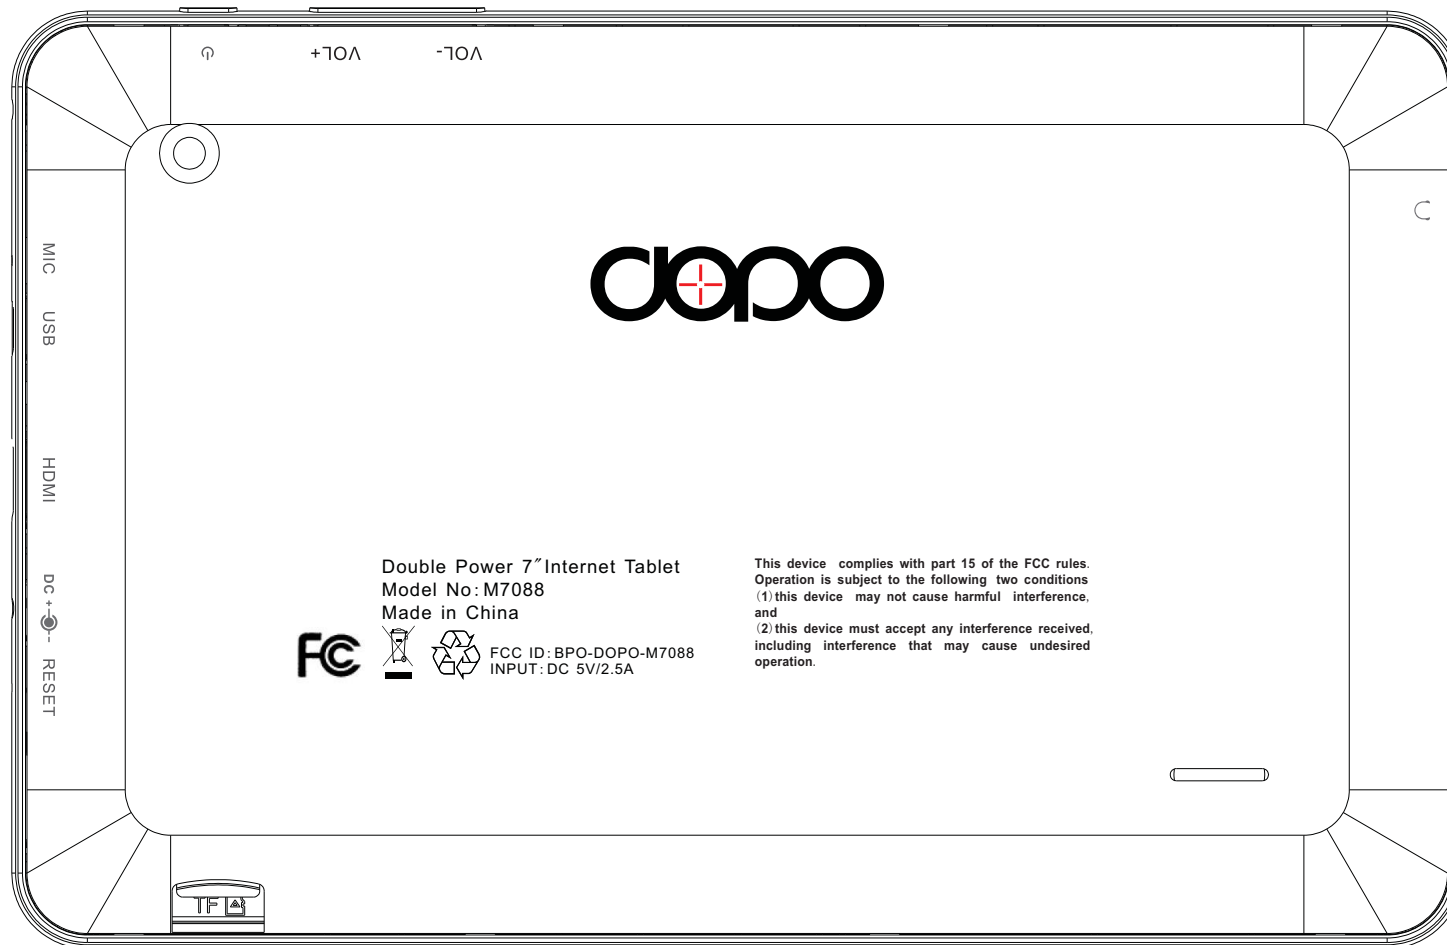 VOL+ VOL-
MIC
USB
HDMI
DC +-
RESET
dopo
Double Power 7″Internet Tablet
Model No:M7088
Made in China
FC
FCC ID:BPO-DOPO-M7088
INPUT:DC 5V/2.5A
This device complies with part 15 of the FCC rules.
Operation is subject to the following two conditions
(1)this device may not cause harmful interference,
and
(2)this device must accept any interference received,
including interference that may cause undesired
operation.
TF